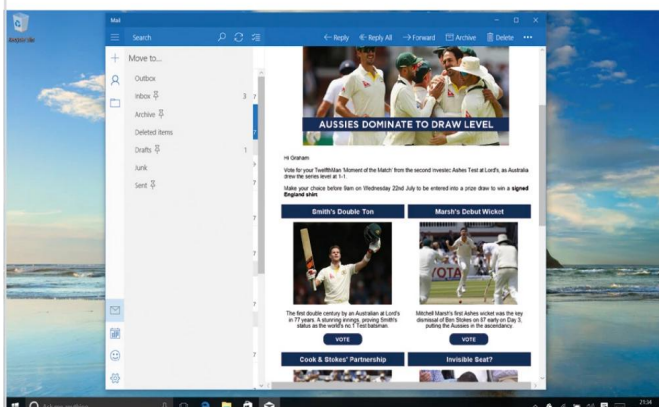 Mail
Search
Reply
Reply All
Forward
Archive
Delete
Move to...
Outbox
Inbox 3
Archive
Deleted items
Drafts 1
Junk
Sent
7
7
7
7
7
7
7
AUSSIES DOMINATE TO DRAW LEVEL
Hi Graham
Vote for your TwelfthMan 'Moment of the Match' from the second Investec Ashes Test at Lord's, as Australia
drew the series level at 1-1.
Make your choice before 9am on Wednesday 22nd July to be entered into a prize draw to win a signed
England shirt.
Smith's Double Ton
Marsh's Debut Wicket
The first double century by an Australian at Lord's
in 77 years. A stunning innings, proving Smith's
status as the world's no 1 Test batsman.
Mitchell Marsh's first Ashes wicket was the key
dismissal of Ben Stokes on 87 early on Day 3,
putting the Aussies in the ascendancy.
VOTE
VOTE
Cook & Stokes' Partnership
Invisible Seat?
21:34